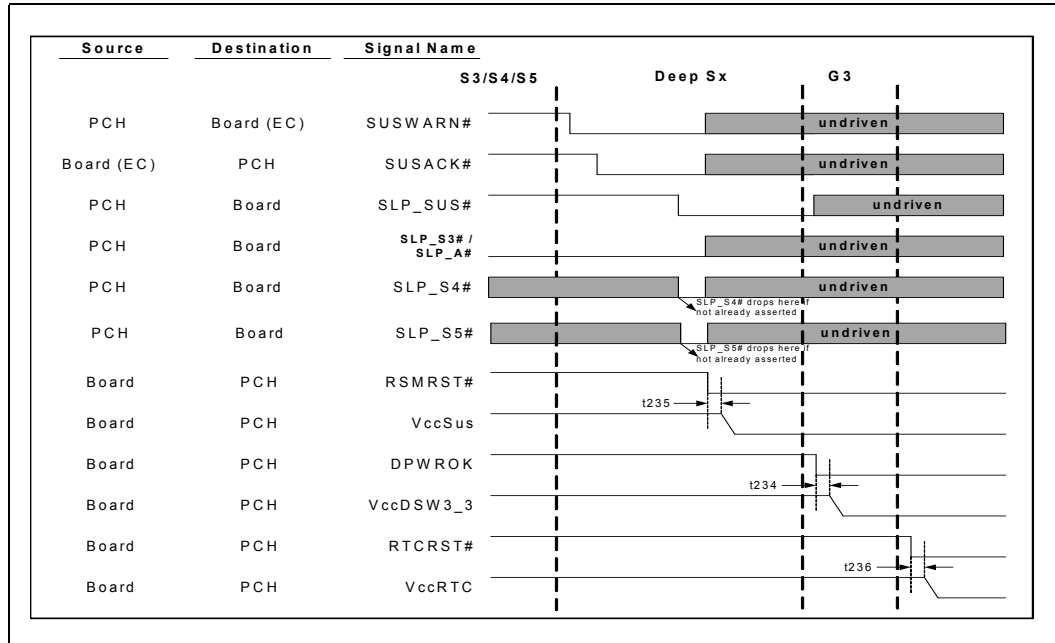 Source Destination Signal Name
S3/S4/S5 Deep Sx G3
PCH Board (EC) SUSWARN# undriven
Board (EC) PCH SUSACK# undriven
PCH Board SLP_SUS# undriven
PCH Board SLP_S3# / SLP_A# undriven
PCH Board SLP_S4# undriven
SLP_S4# drops here if
not already asserted
PCH Board SLP_S5# undriven
SLP_S5# drops here if
not already asserted
Board PCH RSMRST#
t235
Board PCH VccSus
Board PCH DPWROK
t234
Board PCH VccDSW3_3
Board PCH RTCRST#
t236
Board PCH VccRTC